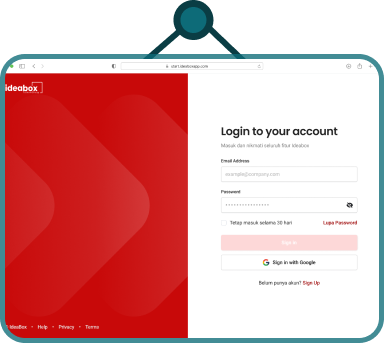 start.ideaboxapp.com
ideabox
Login to your account
Masuk dan nikmati seluruh fitur Ideabox
Email Address
example@company.com
Password
Tetap masuk selama 30 hari
Lupa Password
Sign in
Sign in with Google
Belum punya akun? Sign Up
IdeaBox • Help • Privacy • Terms